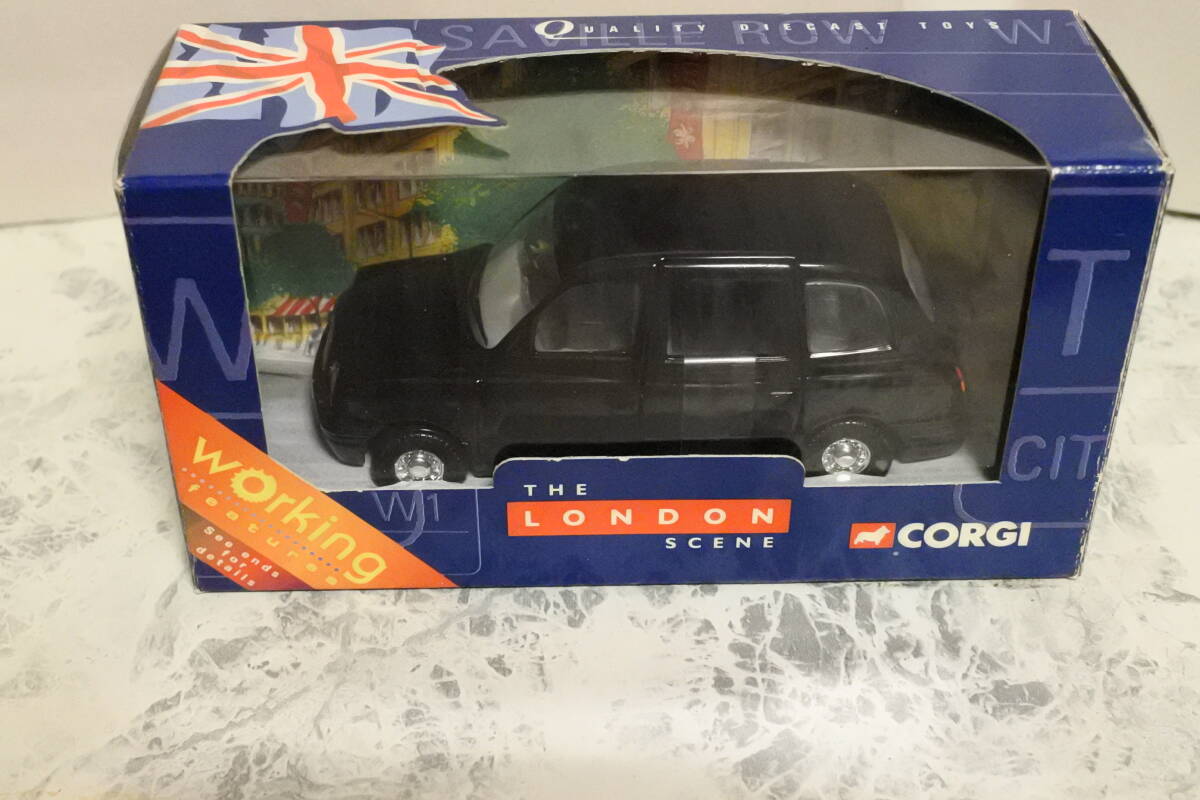 QUALITY DIECAST TOYS
SAVILLE ROW W1
W
T
CIT
W1
working
features
See ends
for
details
THE
LONDON
SCENE
CORGI